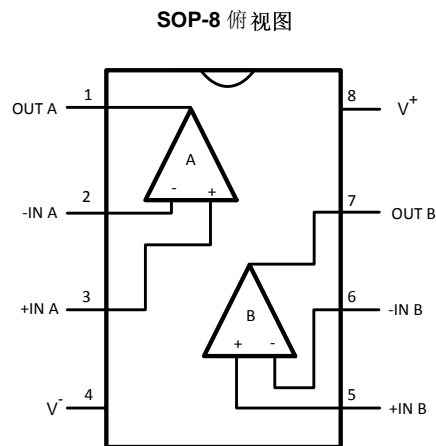 SOP-8 俯视图
OUT A 1
8 V+
A
- +
2
-IN A
7
OUT B
3
+IN A
6
-IN B
B
+ -
4
V-
5
+IN B